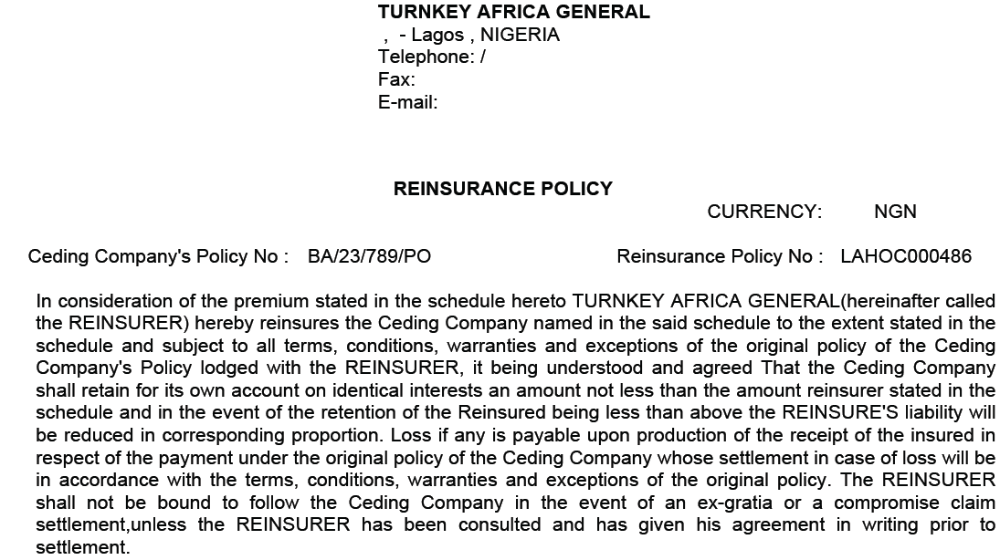 TURNKEY AFRICA GENERAL
, - Lagos , NIGERIA
Telephone: /
Fax:
E-mail:
REINSURANCE POLICY
CURRENCY: NGN
Ceding Company's Policy No : BA/23/789/PO Reinsurance Policy No : LAHOC000486
In consideration of the premium stated in the schedule hereto TURNKEY AFRICA GENERAL(hereinafter called
the REINSURER) hereby reinsures the Ceding Company named in the said schedule to the extent stated in the
schedule and subject to all terms, conditions, warranties and exceptions of the original policy of the Ceding
Company's Policy lodged with the REINSURER, it being understood and agreed That the Ceding Company
shall retain for its own account on identical interests an amount not less than the amount reinsurer stated in the
schedule and in the event of the retention of the Reinsured being less than above the REINSURE'S liability will
be reduced in corresponding proportion. Loss if any is payable upon production of the receipt of the insured in
respect of the payment under the original policy of the Ceding Company whose settlement in case of loss will be
in accordance with the terms, conditions, warranties and exceptions of the original policy. The REINSURER
shall not be bound to follow the Ceding Company in the event of an ex-gratia or a compromise claim
settlement,unless the REINSURER has been consulted and has given his agreement in writing prior to
settlement.